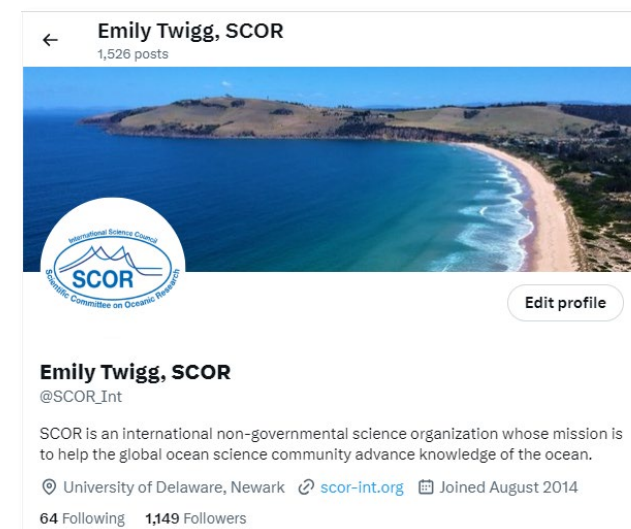 Emily Twigg, SCOR
1,526 posts
International Science Council
SCOR
Scientific Committee on Oceanic Research
Edit profile
Emily Twigg, SCOR
@SCOR_Int
SCOR is an international non-governmental science organization whose mission is
to help the global ocean science community advance knowledge of the ocean.
University of Delaware, Newark scor-int.org Joined August 2014
64 Following 1,149 Followers